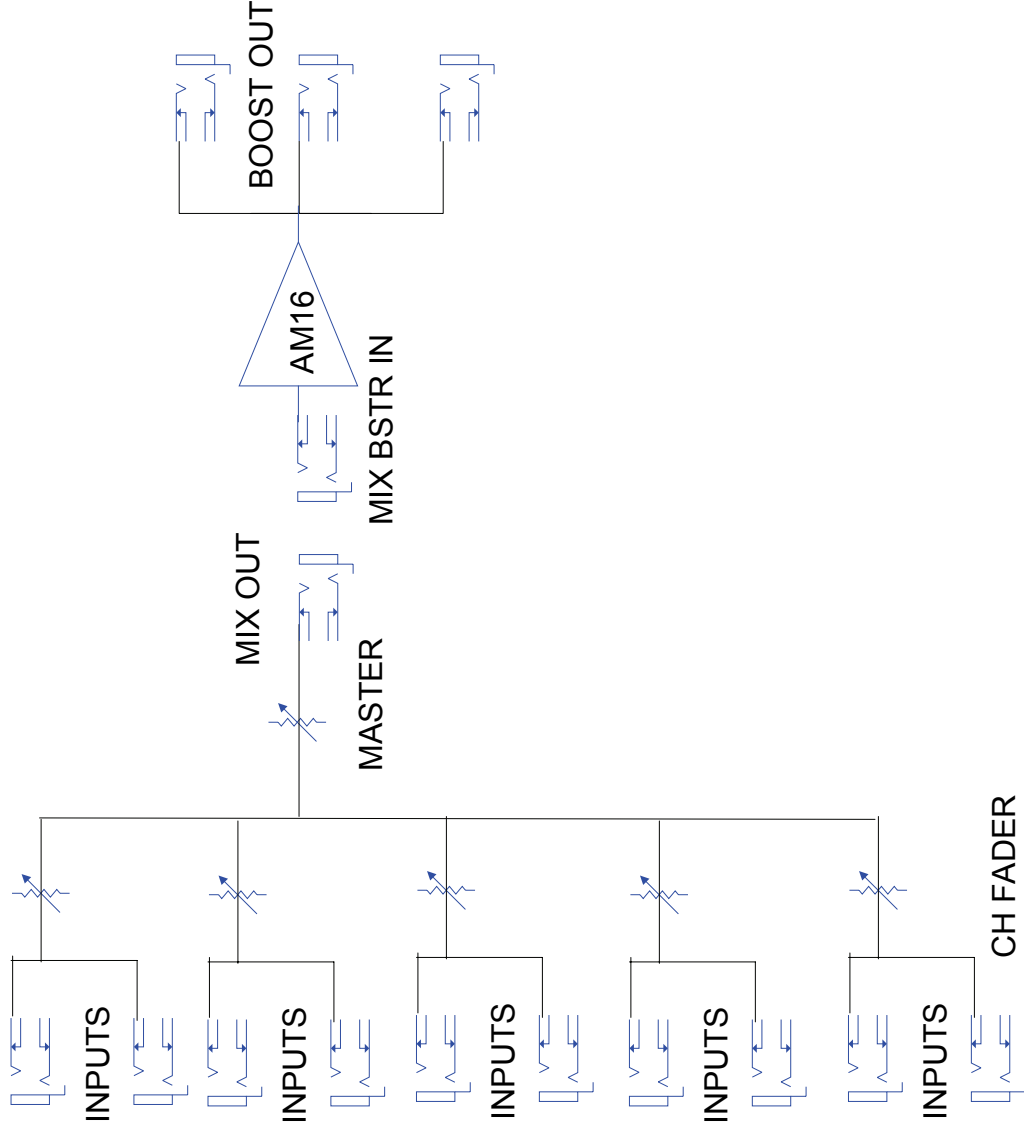 INPUTS
INPUTS
INPUTS
INPUTS
INPUTS
CH FADER
MASTER
MIX OUT
MIX BSTR IN
AM16
BOOST OUT